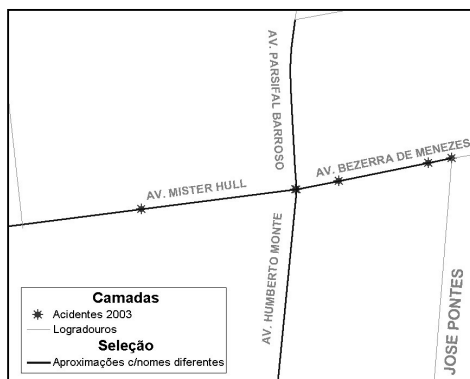 AV. PARSIFAL BARROSO
AV. BEZERRA DE MENEZES
AV. MISTER HULL
AV. HUMBERTO MONTE
JOSE PONTES
Camadas
Acidentes 2003
Logradouros
Seleção
Aproximações c/nomes diferentes